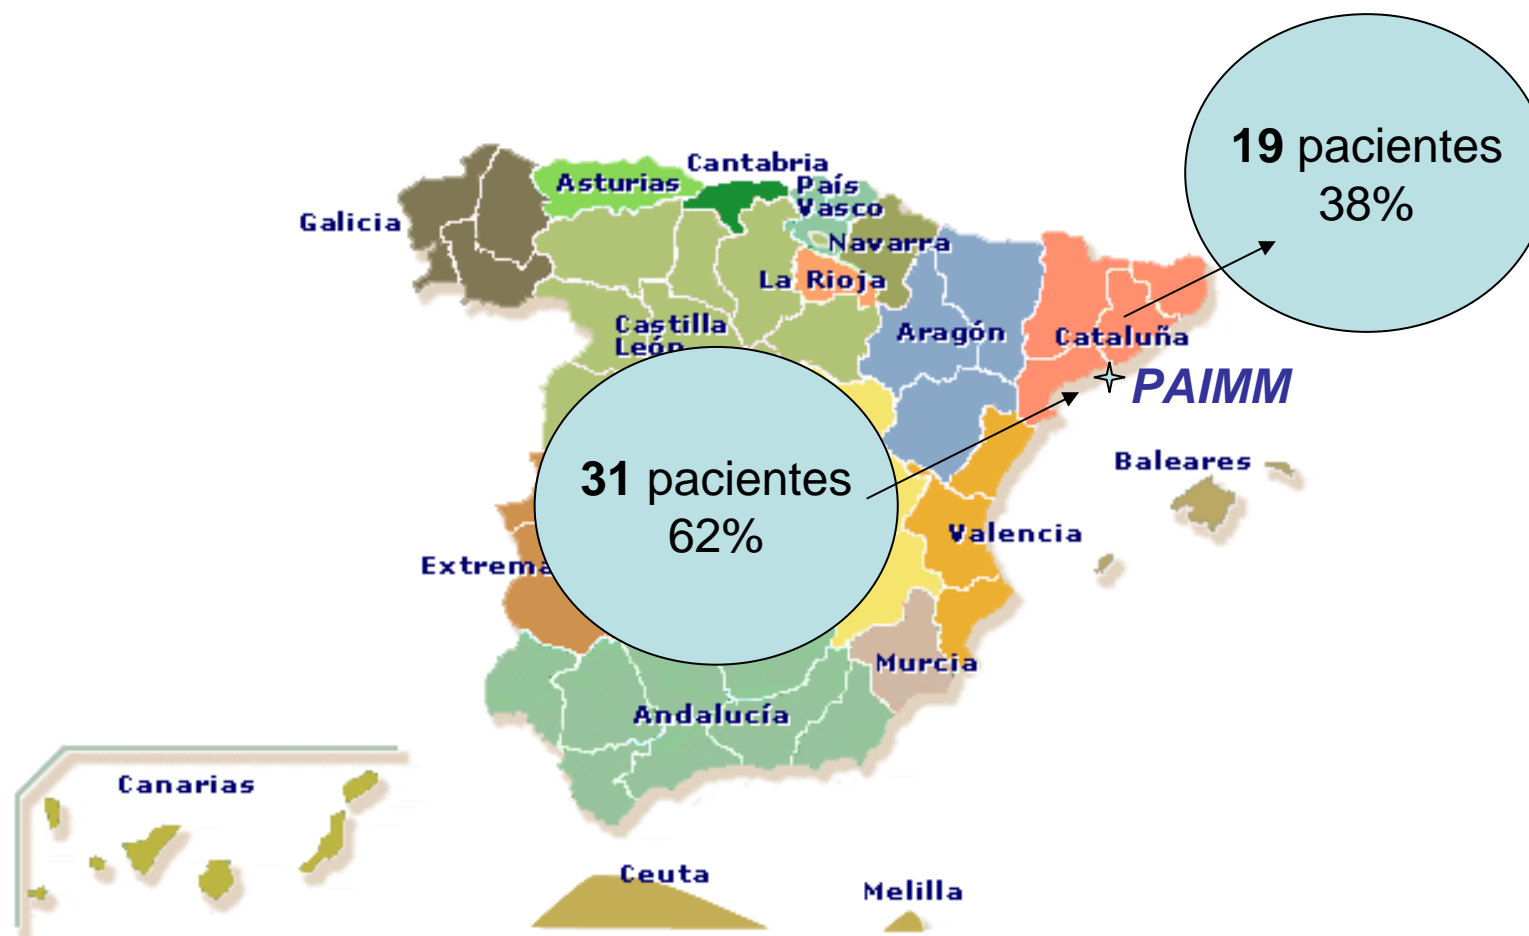 19 pacientes
38%
Cantabria
Asturias
País
Vasco
Galicia
Navarra
La Rioja
Castilla
León
Aragón
Cataluña
PAIMM
Baleares
31 pacientes
62%
Valencia
Extrema
Murcia
Andalucía
Canarias
Ceuta
Melilla